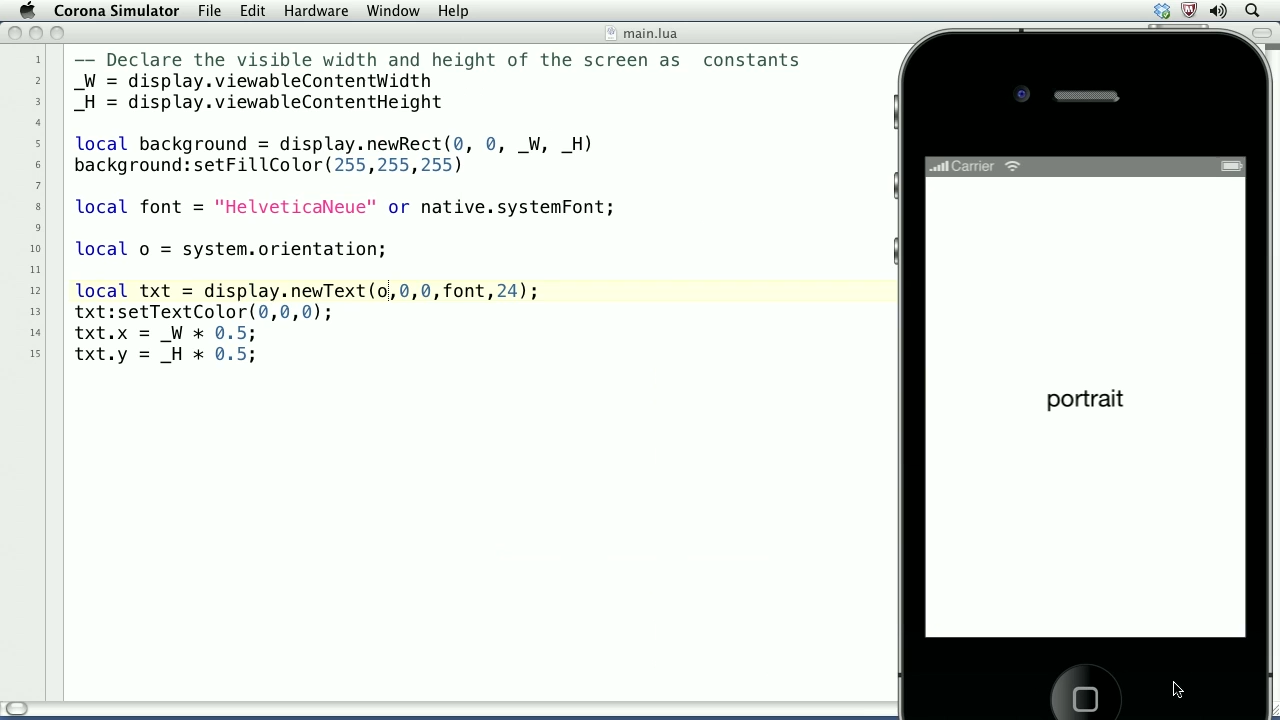 Corona Simulator File Edit Hardware Window Help
main.lua
1 -- Declare the visible width and height of the screen as  constants
2 _W = display.viewableContentWidth
3 _H = display.viewableContentHeight
4
5 local background = display.newRect(0, 0, _W, _H)
6 background:setFillColor(255,255,255)
7
8 local font = "HelveticaNeue" or native.systemFont;
9
10 local o = system.orientation;
11
12 local txt = display.newText(o,0,0,font,24);
13 txt:setTextColor(0,0,0);
14 txt.x = _W * 0.5;
15 txt.y = _H * 0.5;
Carrier
portrait